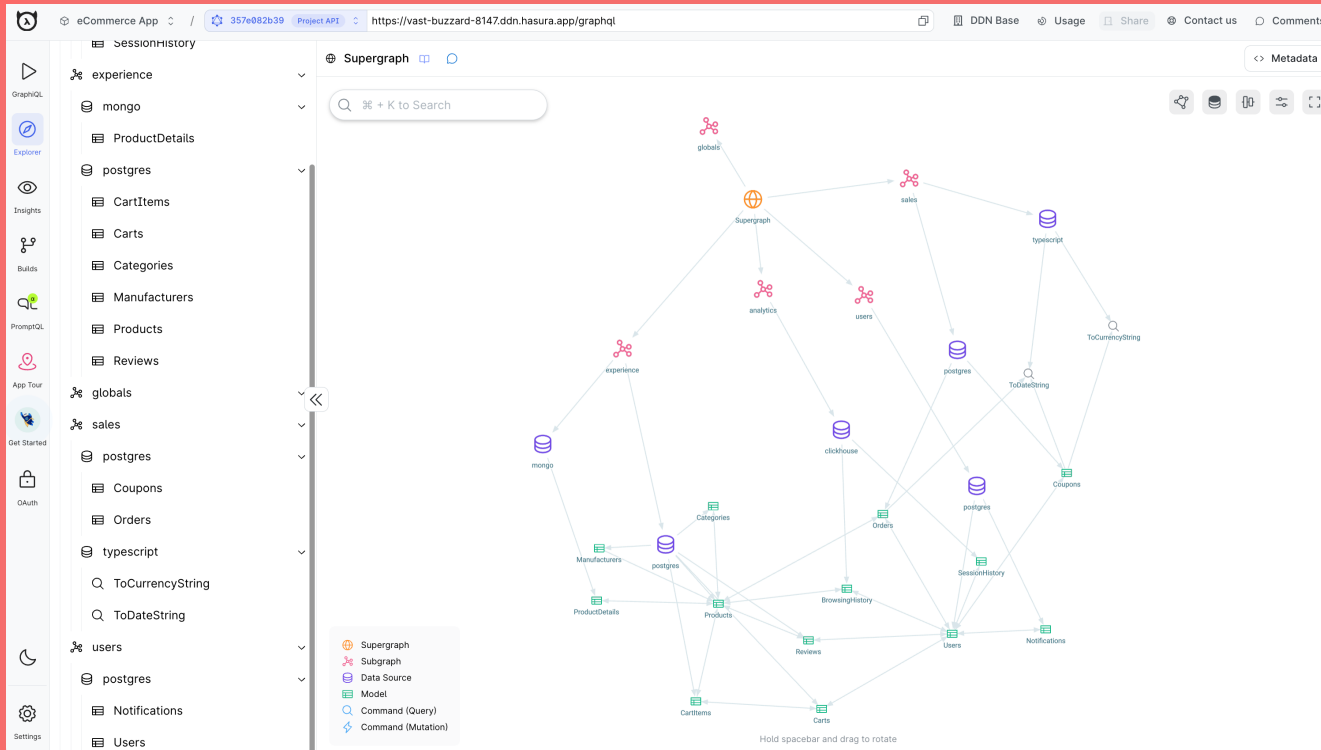 eCommerce App / 357e082b39 Project API https://vast-buzzard-8147.ddn.hasura.app/graphql DDN Base Usage Share Contact us Comments
GraphiQL
Explorer
Insights
Builds
PromptQL
App Tour
Get Started
OAuth
Settings
SessionHistory
experience
mongo
ProductDetails
postgres
CartItems
Carts
Categories
Manufacturers
Products
Reviews
globals
sales
postgres
Coupons
Orders
typescript
ToCurrencyString
ToDateString
users
postgres
Notifications
Users
Supergraph
<> Metadata
⌘ + K to Search
globals
sales
Supergraph
typescript
analytics
users
ToCurrencyString
experience
postgres
ToDateString
clickhouse
mongo
Coupons
postgres
Categories
Orders
Manufacturers
postgres
SessionHistory
BrowsingHistory
ProductDetails
Products
Notifications
Users
Reviews
CartItems
Carts
Supergraph
Subgraph
Data Source
Model
Command (Query)
Command (Mutation)
Hold spacebar and drag to rotate